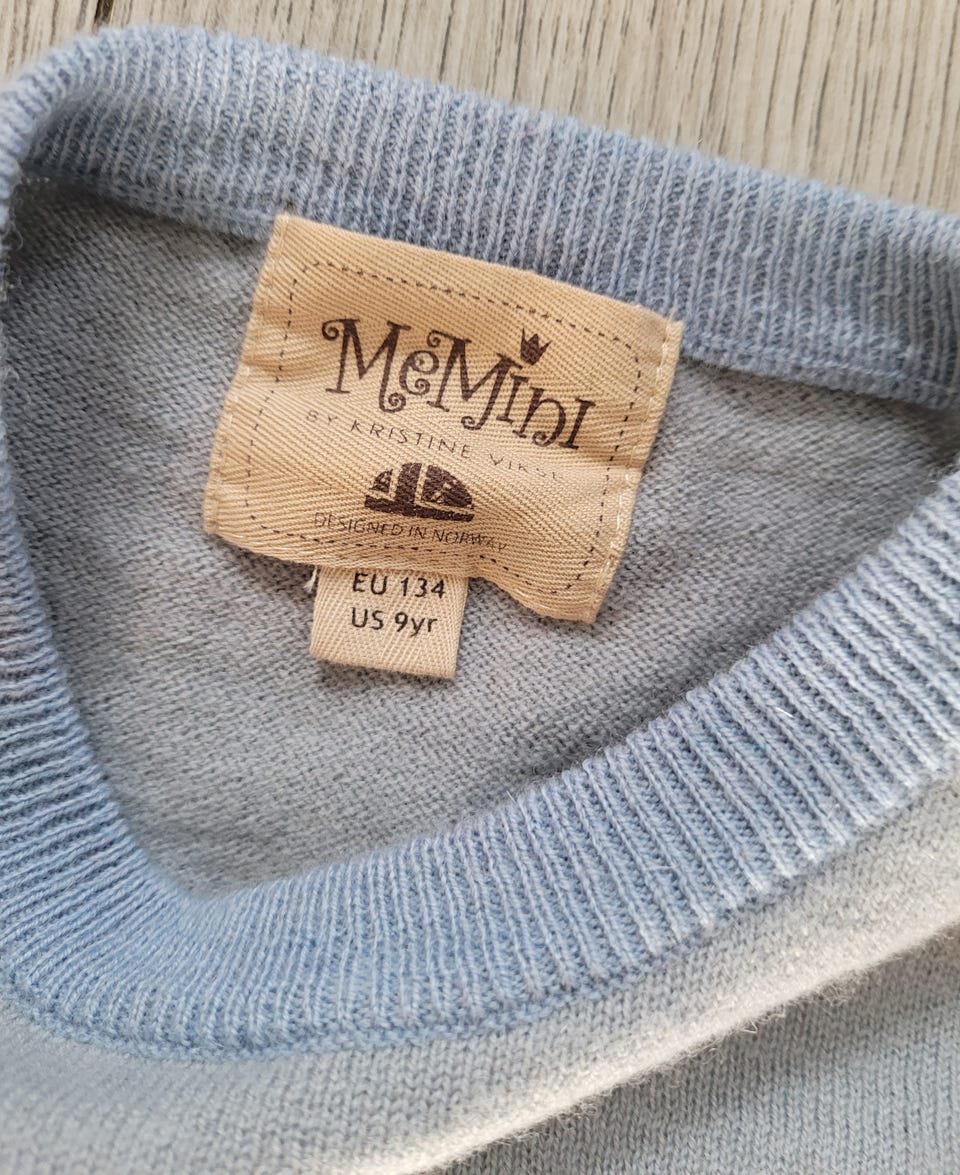 MeMini
BY KRISTINE
DESIGNED IN NORWAY
EU 134
US 9yr